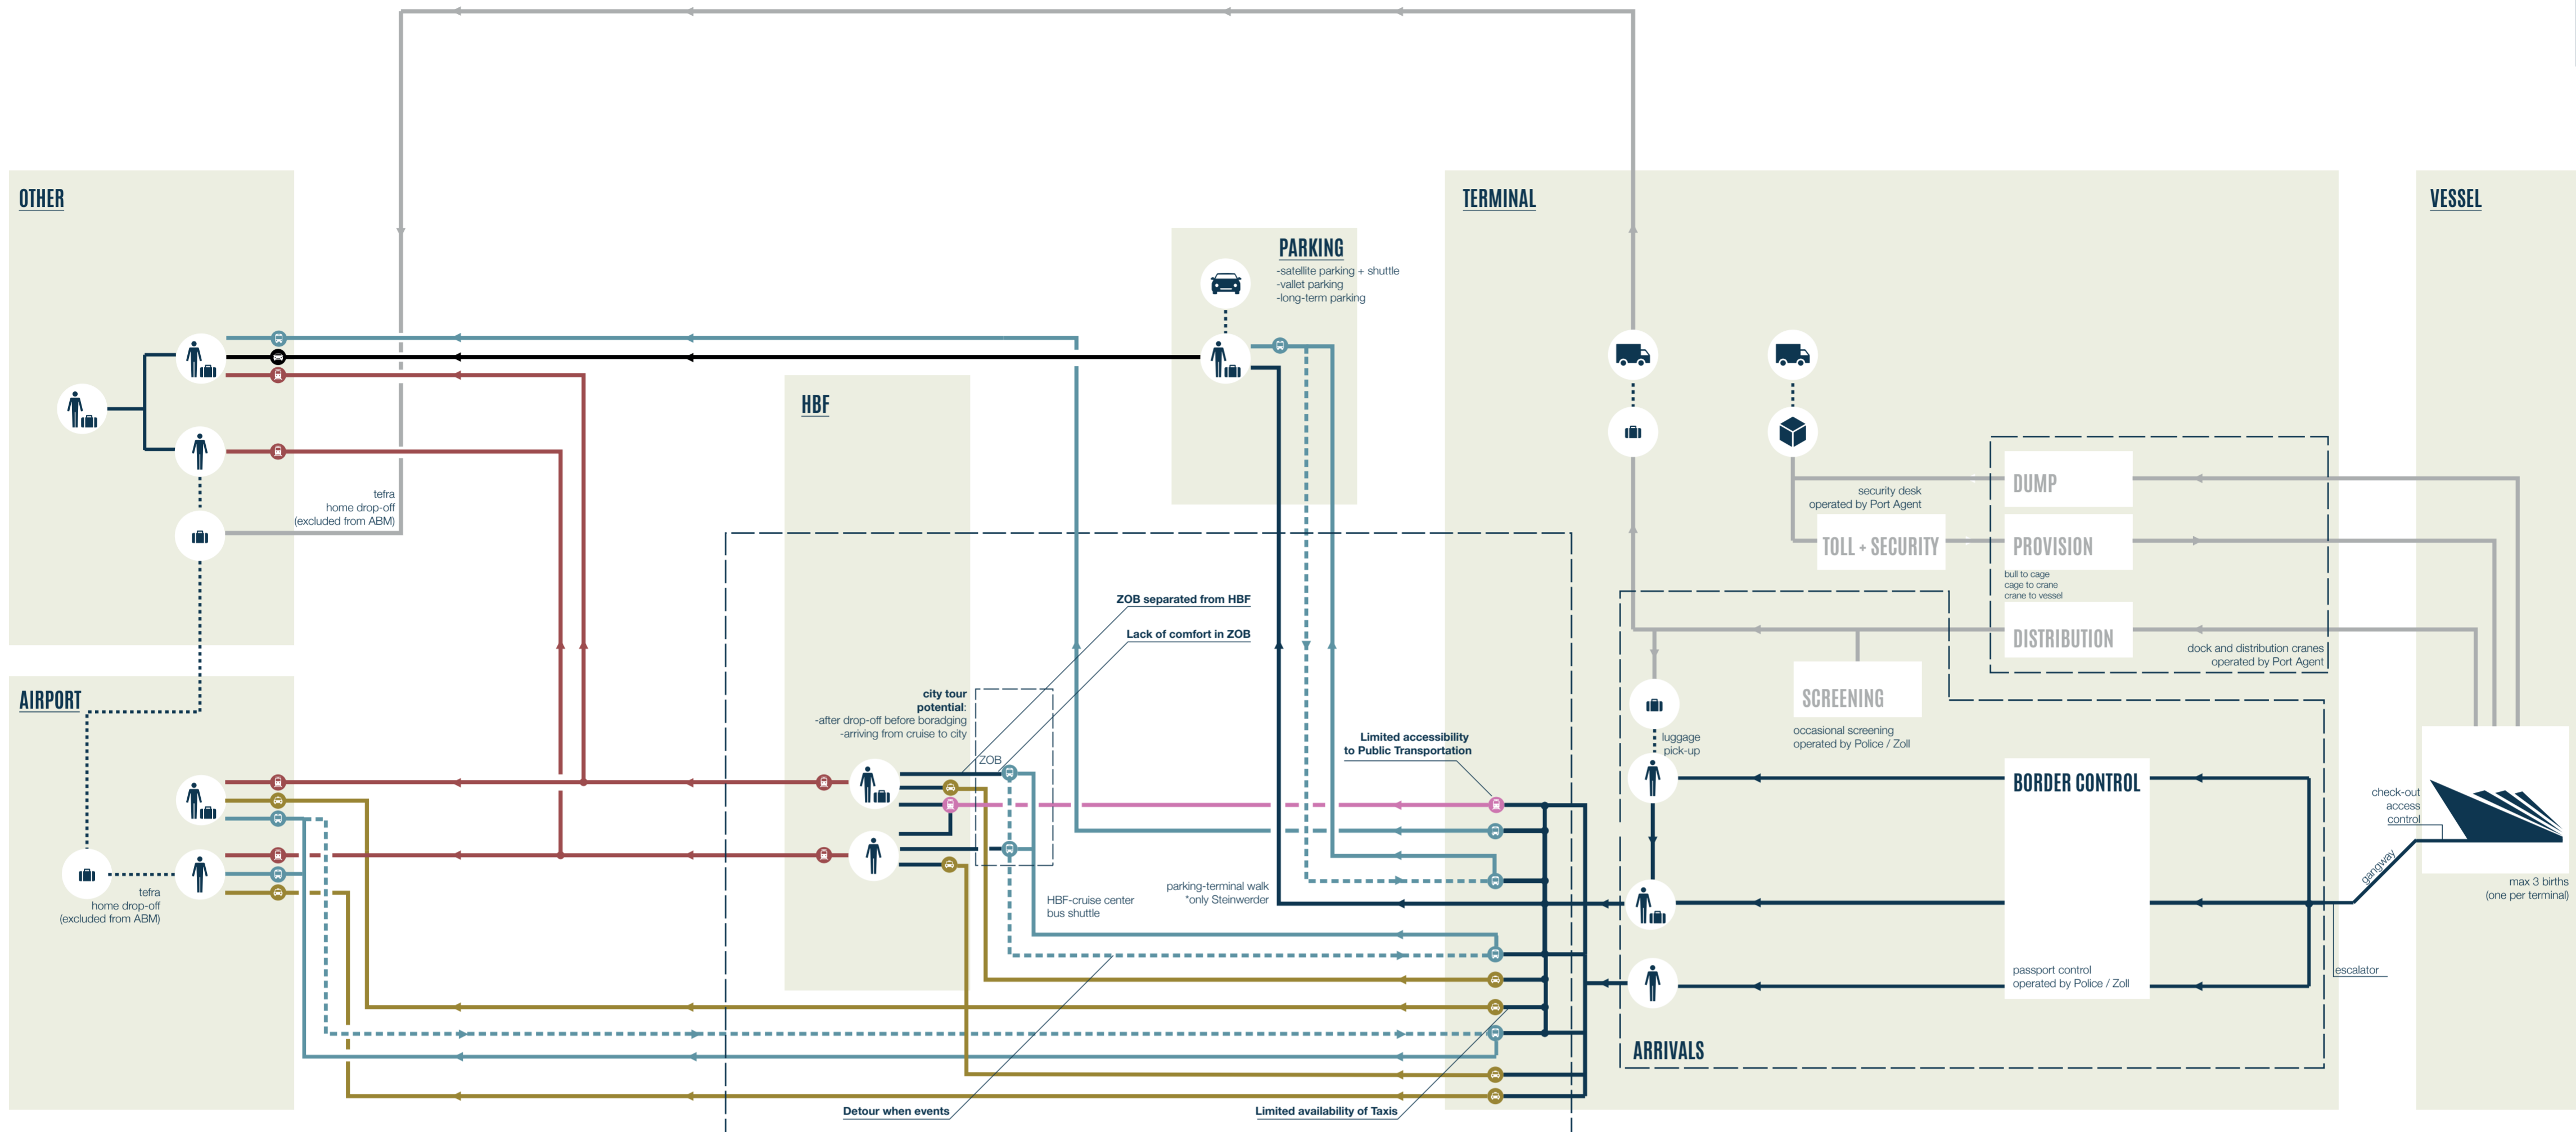 OTHER
tefra
home drop-off
(excluded from ABM)
AIRPORT
tefra
home drop-off
(excluded from ABM)
HBF
city tour
potential:
-after drop-off before boradging
-arriving from cruise to city
ZOB
ZOB separated from HBF
Lack of comfort in ZOB
HBF-cruise center
bus shuttle
Detour when events
PARKING
-satellite parking + shuttle
-vallet parking
-long-term parking
parking-terminal walk
*only Steinwerder
Limited accessibility
to Public Transportation
Limited availability of Taxis
TERMINAL
security desk
operated by Port Agent
TOLL + SECURITY
DUMP
PROVISION
bull to cage
cage to crane
crane to vessel
DISTRIBUTION
dock and distribution cranes
operated by Port Agent
SCREENING
occasional screening
operated by Police / Zoll
luggage
pick-up
BORDER CONTROL
passport control
operated by Police / Zoll
ARRIVALS
VESSEL
check-out
access
control
gangway
escalator
max 3 births
(one per terminal)